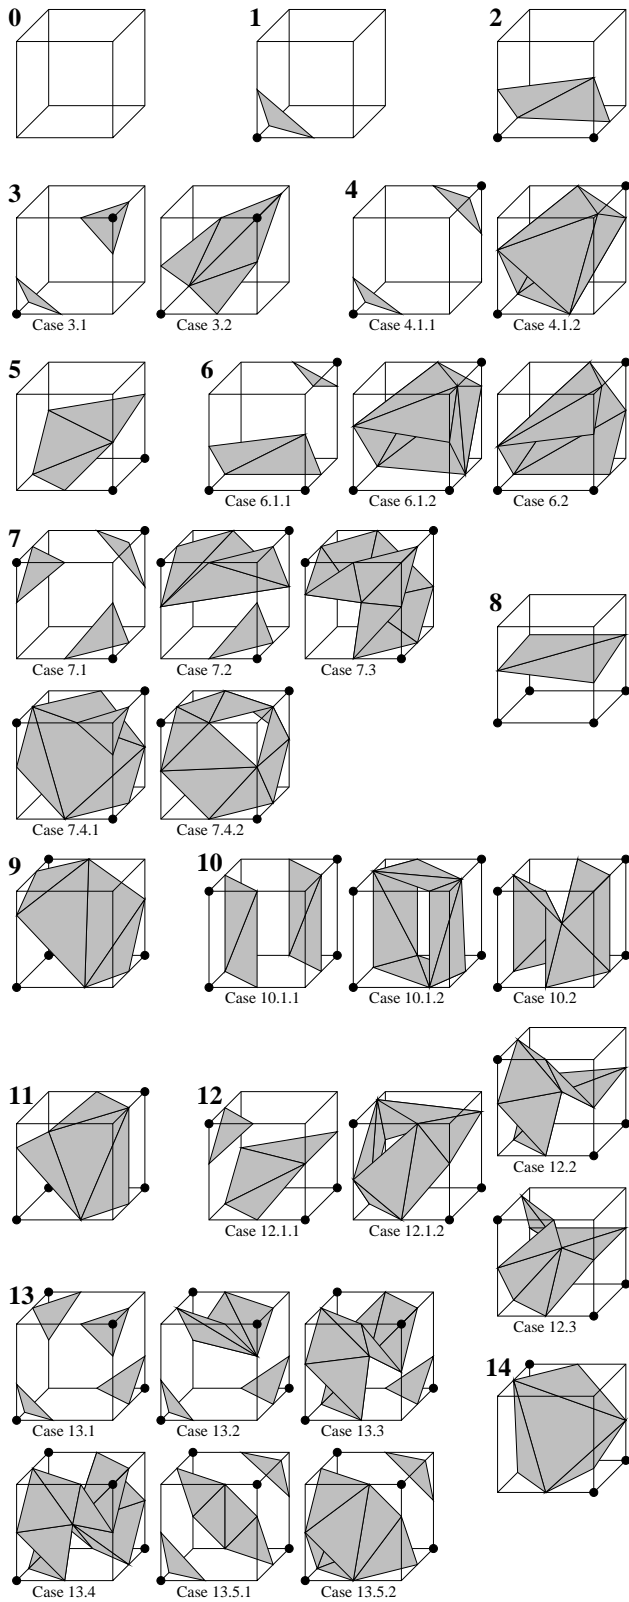 0 1 2
3 4
Case 3.1 Case 3.2 Case 4.1.1 Case 4.1.2
5 6
Case 6.1.1 Case 6.1.2 Case 6.2
7
Case 7.1 Case 7.2 Case 7.3
8
Case 7.4.1 Case 7.4.2
9 10
Case 10.1.1 Case 10.1.2 Case 10.2
11 12
Case 12.2
Case 12.1.1 Case 12.1.2
13
Case 12.3
14
Case 13.1 Case 13.2 Case 13.3
Case 13.4 Case 13.5.1 Case 13.5.2